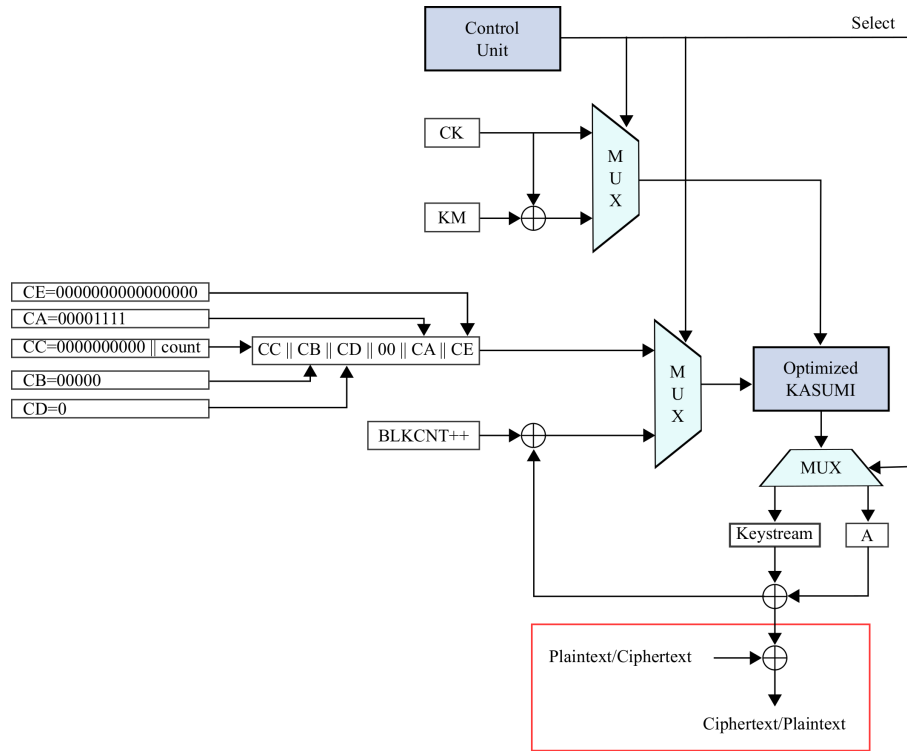 Control
Unit
Select
CK
M
U
X
KM
CE=0000000000000000
CA=00001111
CC=0000000000 || count
CC || CB || CD || 00 || CA || CE
CB=00000
CD=0
M
U
X
Optimized
KASUMI
BLKCNT++
MUX
Keystream
A
Plaintext/Ciphertext
Ciphertext/Plaintext